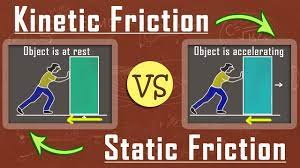 Kinetic Friction
Object is at rest
Object is accelerating
VS
Static Friction